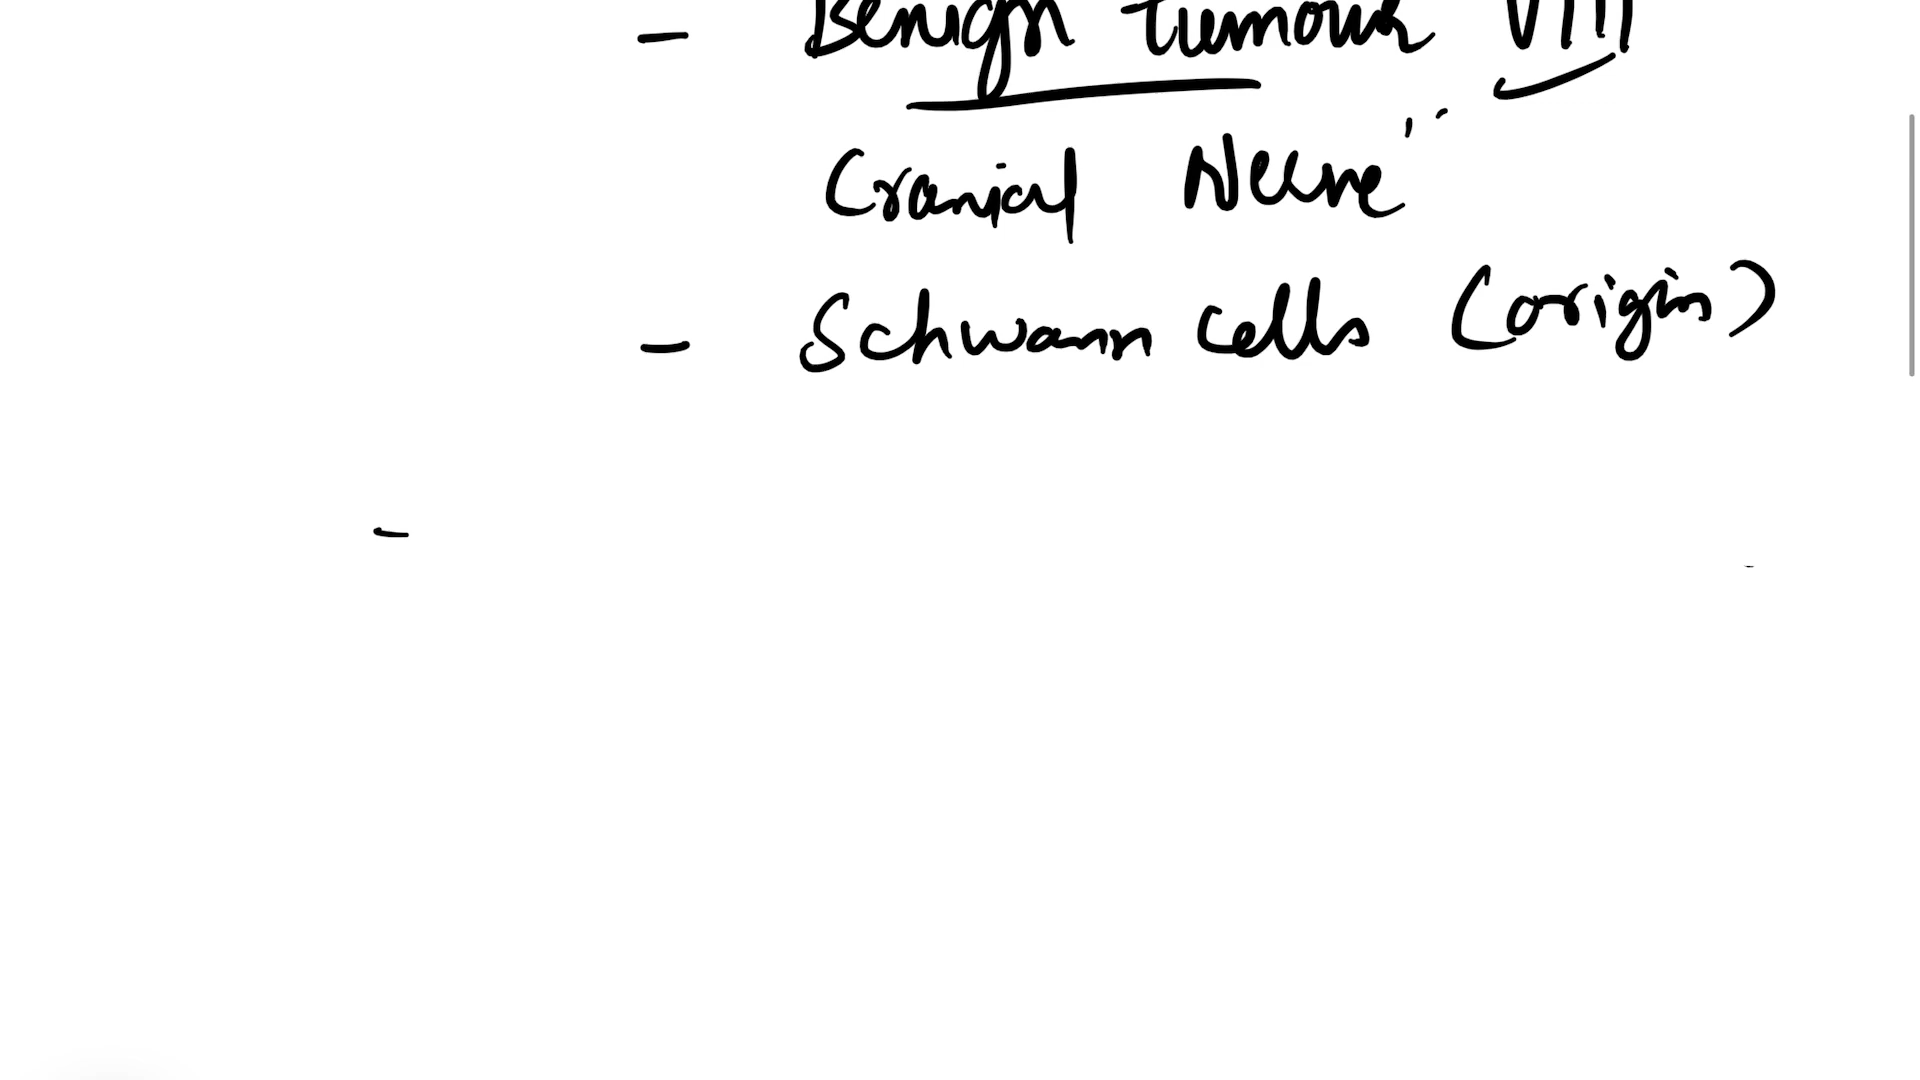 - Benign tumour VIII
Cranial Nerve"
- Schwann cells (origin)
-